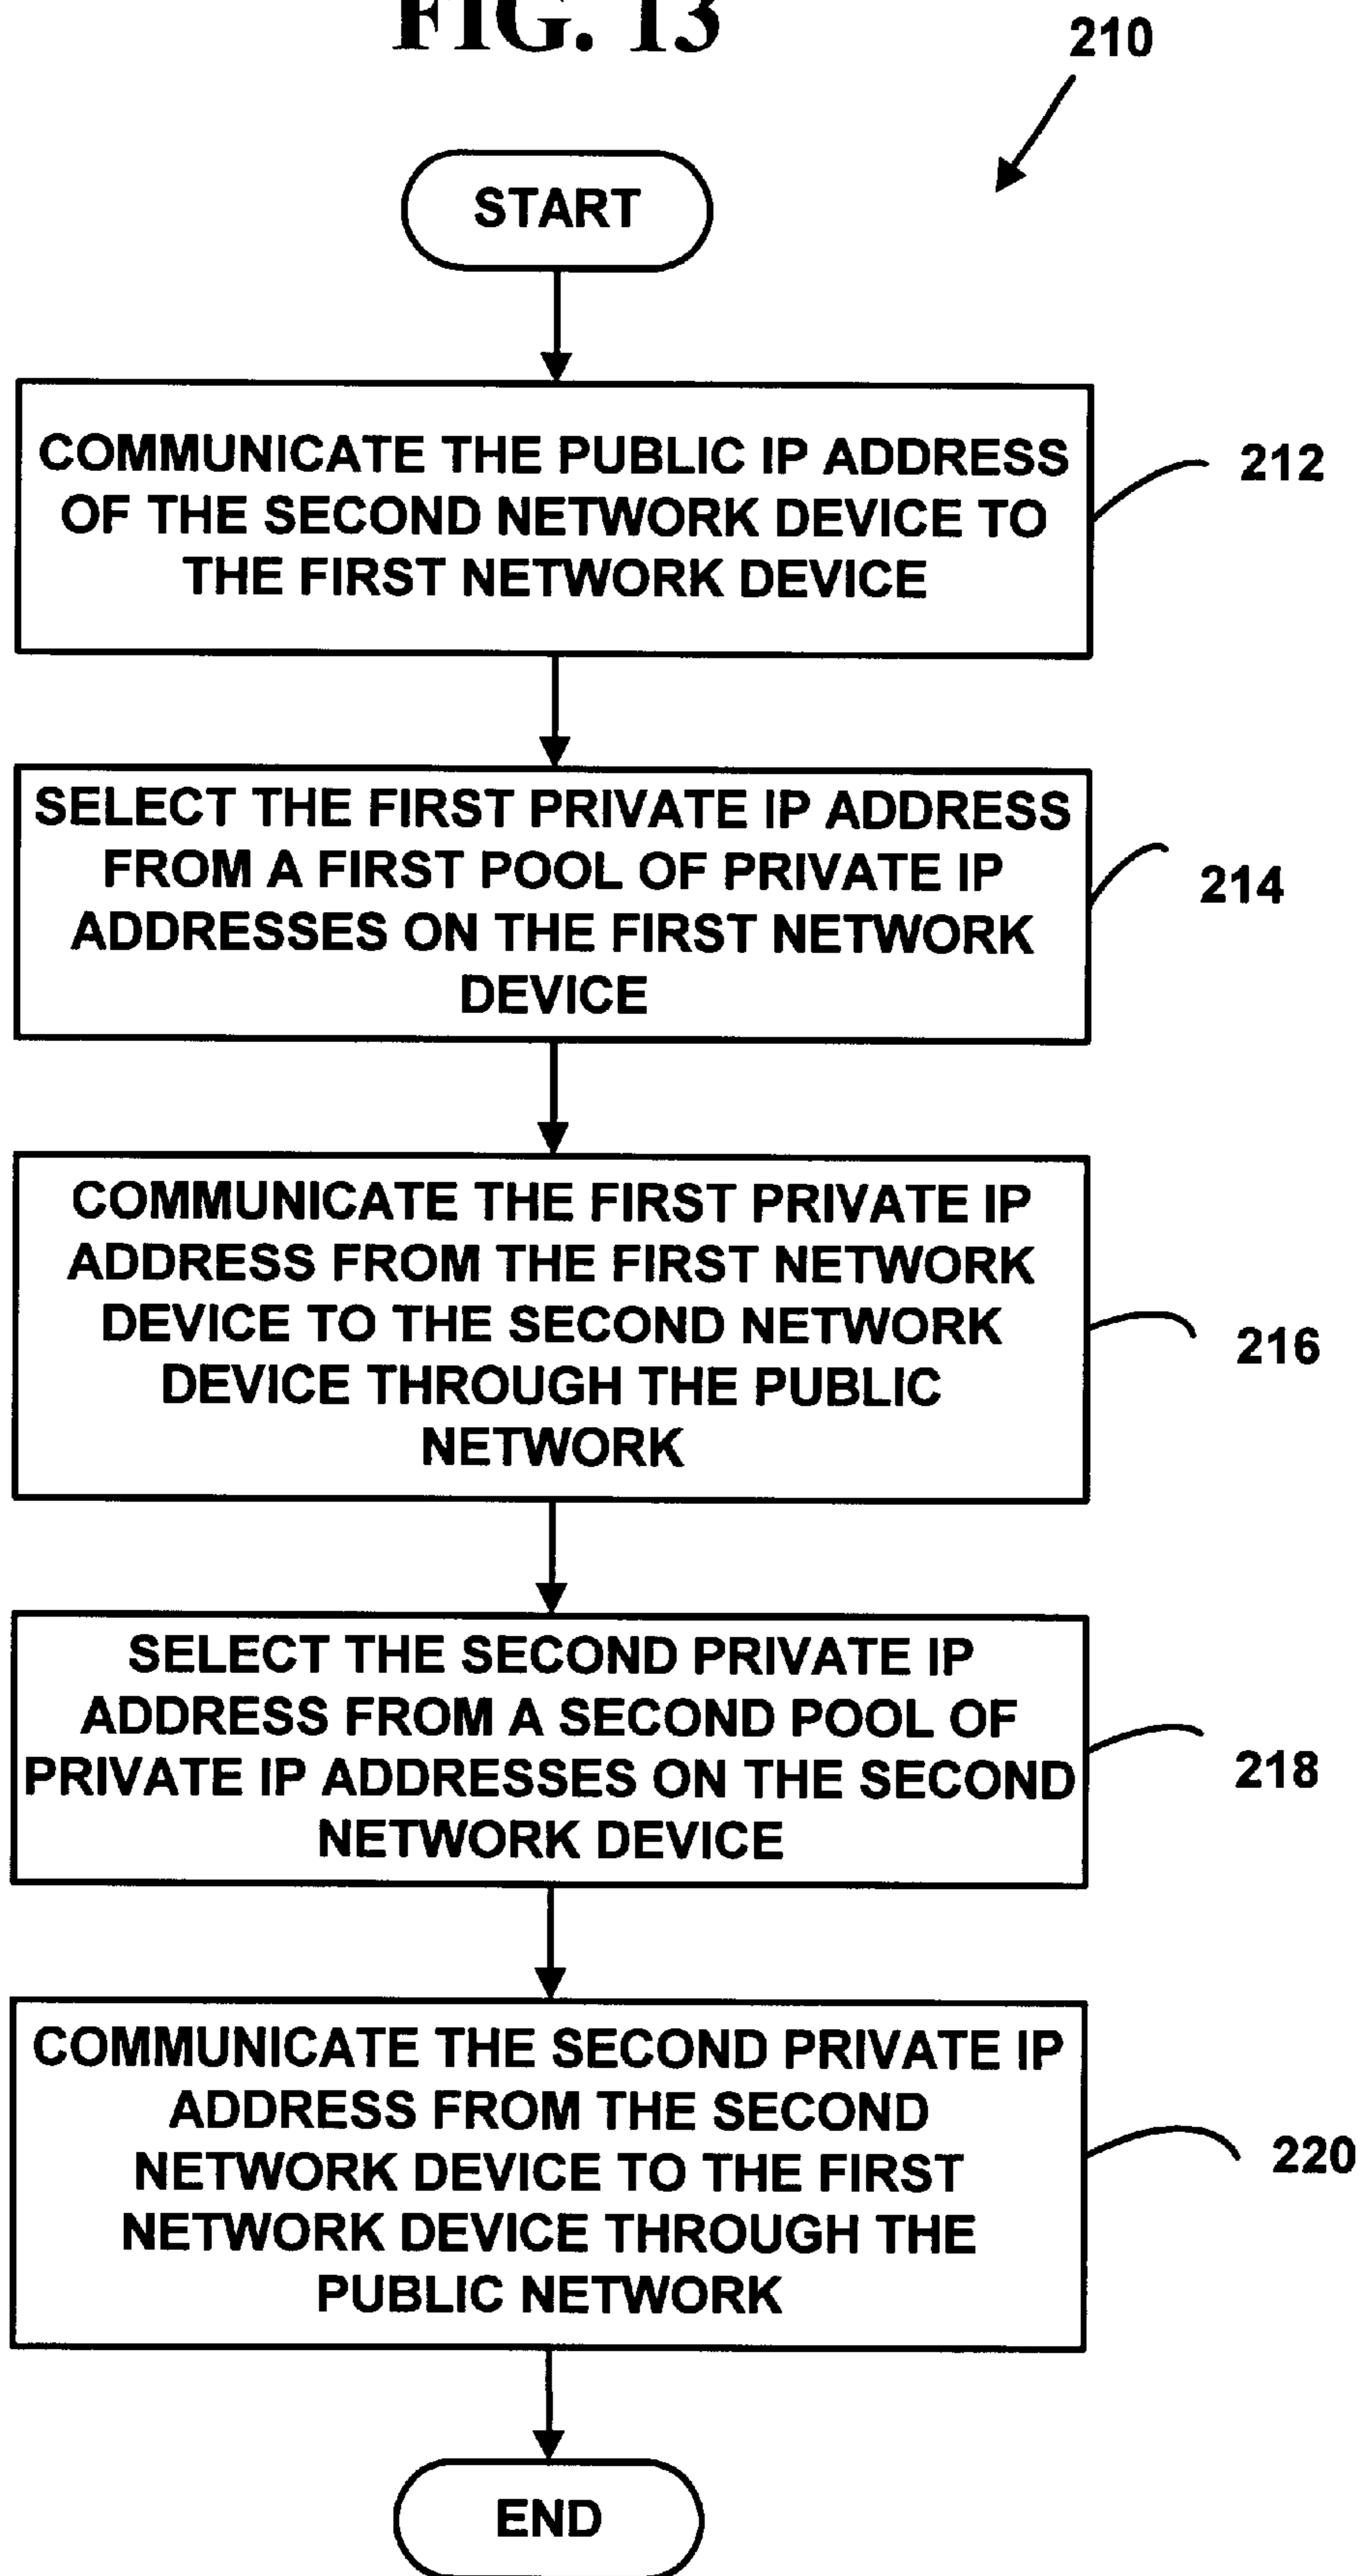 FIG. 13
210
START
COMMUNICATE THE PUBLIC IP ADDRESS
OF THE SECOND NETWORK DEVICE TO
THE FIRST NETWORK DEVICE
212
SELECT THE FIRST PRIVATE IP ADDRESS
FROM A FIRST POOL OF PRIVATE IP
ADDRESSES ON THE FIRST NETWORK
DEVICE
214
COMMUNICATE THE FIRST PRIVATE IP
ADDRESS FROM THE FIRST NETWORK
DEVICE TO THE SECOND NETWORK
DEVICE THROUGH THE PUBLIC
NETWORK
216
SELECT THE SECOND PRIVATE IP
ADDRESS FROM A SECOND POOL OF
PRIVATE IP ADDRESSES ON THE SECOND
NETWORK DEVICE
218
COMMUNICATE THE SECOND PRIVATE IP
ADDRESS FROM THE SECOND
NETWORK DEVICE TO THE FIRST
NETWORK DEVICE THROUGH THE
PUBLIC NETWORK
220
END